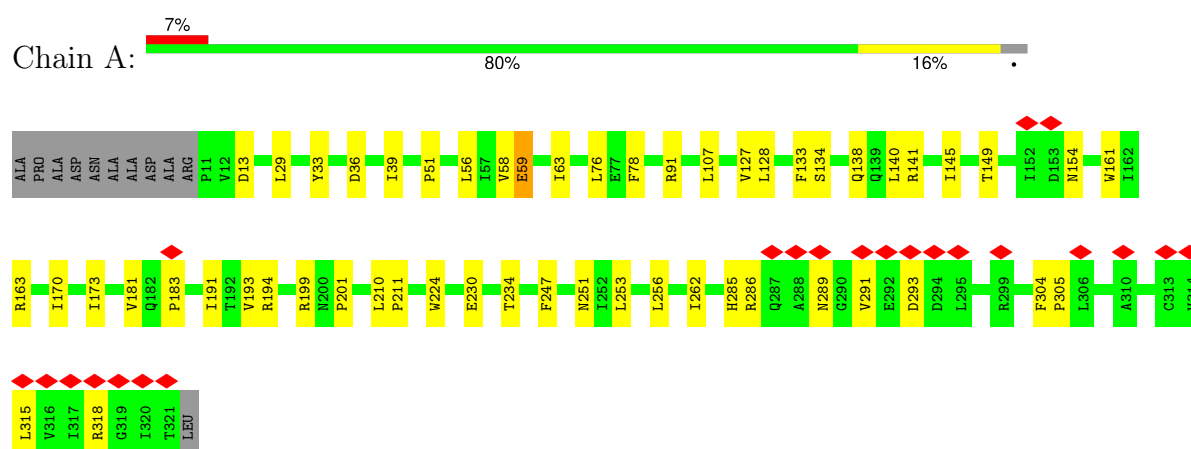 7%
Chain A:
80% 16% •
ALA PRO ALA ASP ASN ALA ALA ASP ALA ARG P11 V12 D13 L29 Y33 D36 I39 P51 L56 I57 V58 E59 I63 L76 E77 F78 R91 L107 V127 L128 F133 S134 Q138 Q139 L140 R141 I145 T149 I152 D153 N154 W161 I162
R163 I170 I173 V181 Q182 P183 I191 T192 V193 R194 R199 N200 P201 L210 P211 W224 E230 T234 F247 N251 I252 L253 L256 I262 H285 R286 Q287 A288 N289 G290 V291 E292 D293 D294 L295 R299 F304 P305 L306 A310 C313
L315 V316 I317 R318 G319 I320 T321 LEU